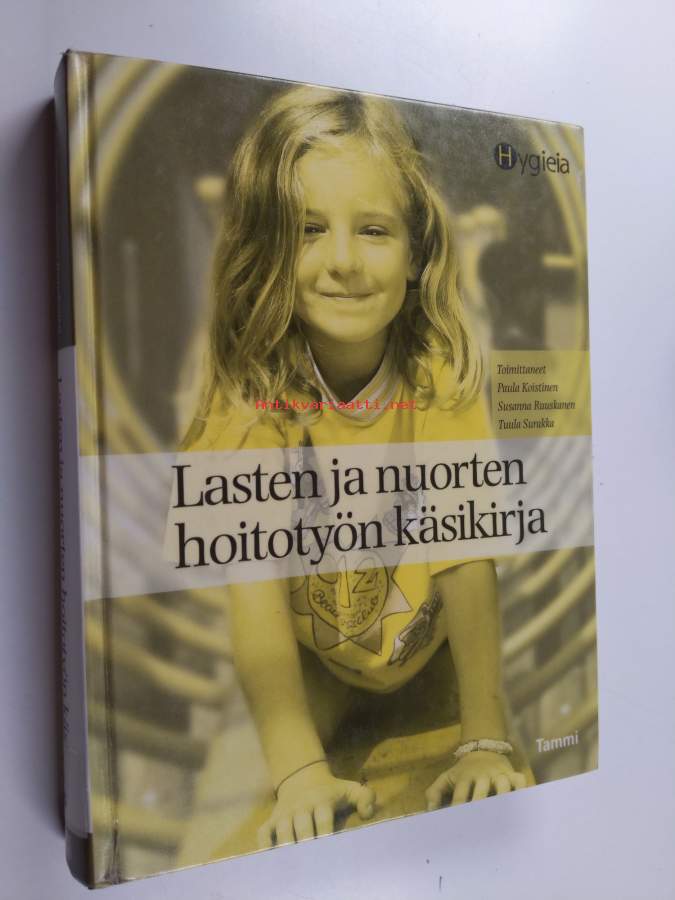 Hygieia
Toimittaneet
Paula Koistinen
Susanna Ruuskanen
Tuula Surakka
antikvariaatti.net
Lasten ja nuorten
hoitotyön käsikirja
Tammi